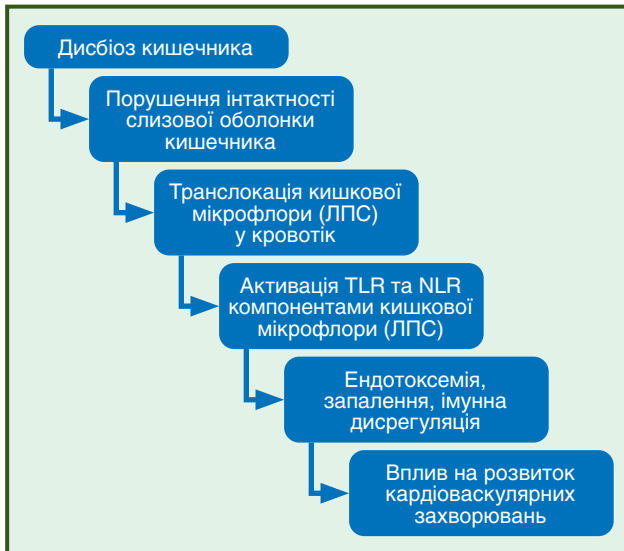 Дисбіоз кишечника
Порушення інтактності
слизової оболонки
кишечника
Транслокація кишкової
мікрофлори (ЛПС)
у кровотік
Активація TLR та NLR
компонентами кишкової
мікрофлори (ЛПС)
Ендотоксемія,
запалення, імунна
дисрегуляція
Вплив на розвиток
кардіоваскулярних
захворювань